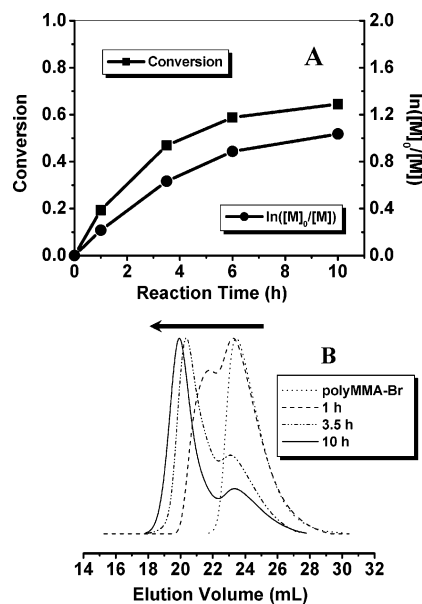 A
Conversion
ln([M]₀/[M])
1.0
0.8
0.6
0.4
0.2
0.0
Conversion
2.0
1.6
1.2
0.8
0.4
0.0
ln([M]₀/[M])
0 2 4 6 8 10
Reaction Time (h)
B
polyMMA-Br
1 h
3.5 h
10 h
14 16 18 20 22 24 26 28 30 32
Elution Volume (mL)